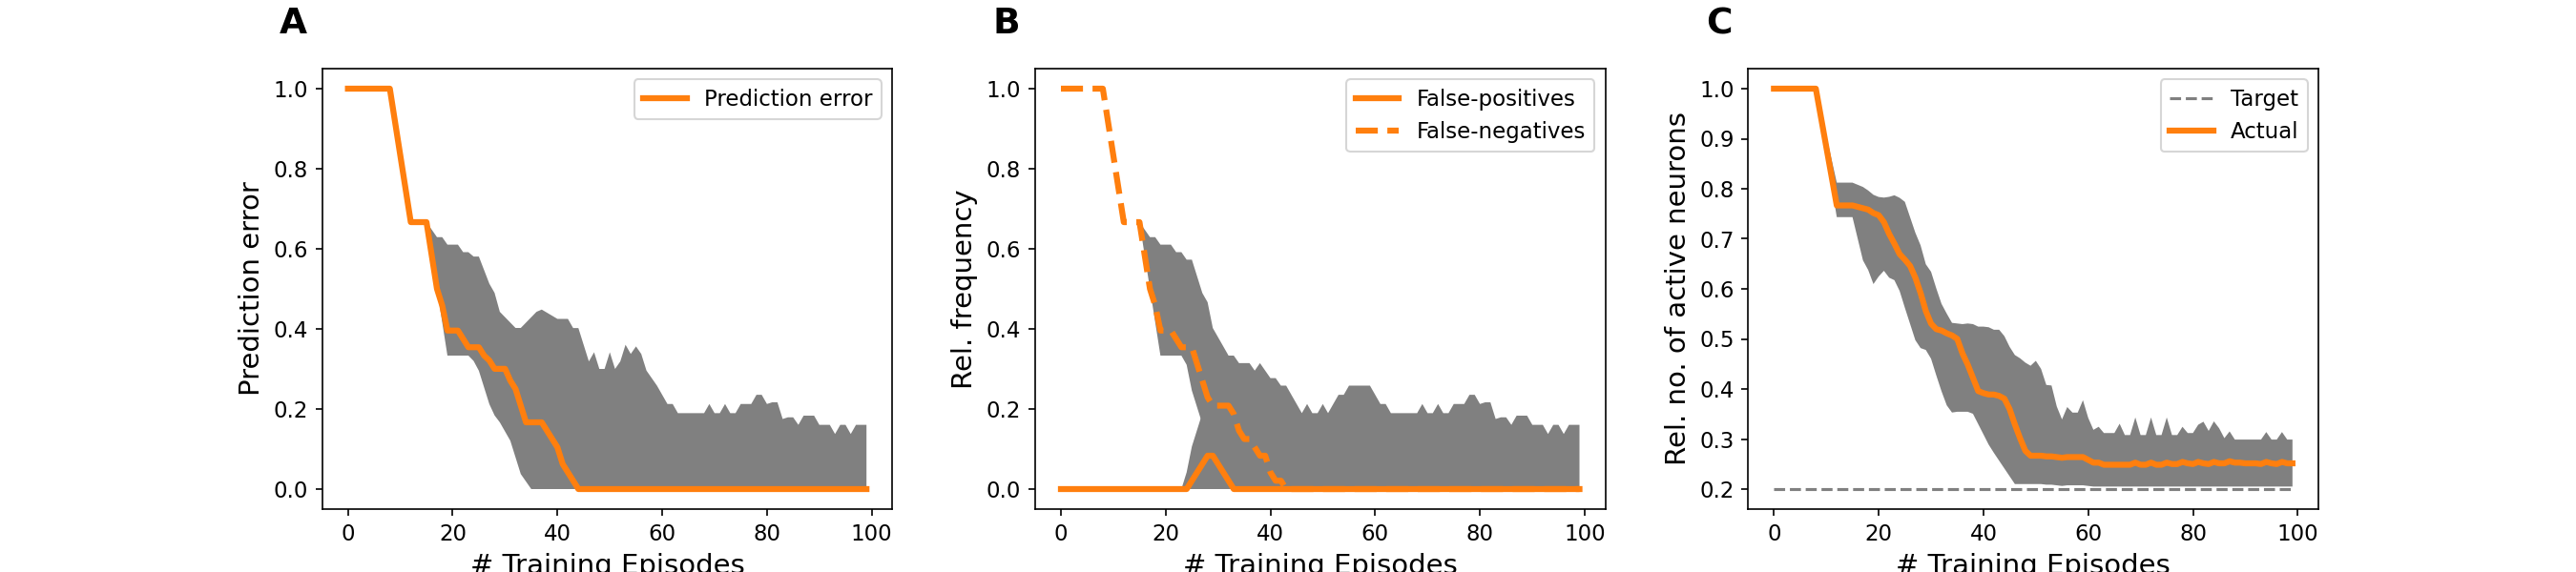 A
Prediction error
1.0
0.8
0.6
0.4
0.2
0.0
Prediction error
0
20
40
60
80
100
# Training Episodes
B
False-positives
False-negatives
1.0
0.8
0.6
0.4
0.2
0.0
Rel. frequency
0
20
40
60
80
100
# Training Episodes
C
Target
Actual
1.0
0.9
0.8
0.7
0.6
0.5
0.4
0.3
0.2
Rel. no. of active neurons
0
20
40
60
80
100
# Training Episodes